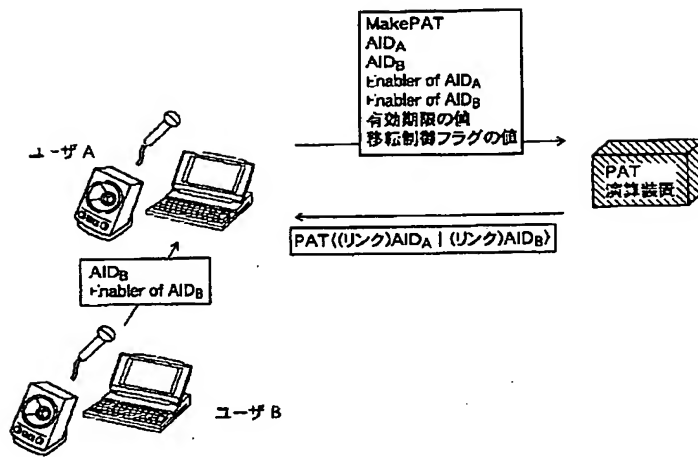 MakePAT
AIDA
AIDB
Enabler of AIDA
Enabler of AIDB
有効期限の値
移転制御フラグの値
ユーザ A
PAT
演算装置
PAT⟨(リンク)AIDA | (リンク)AIDB⟩
AIDB
Enabler of AIDB
ユーザ B